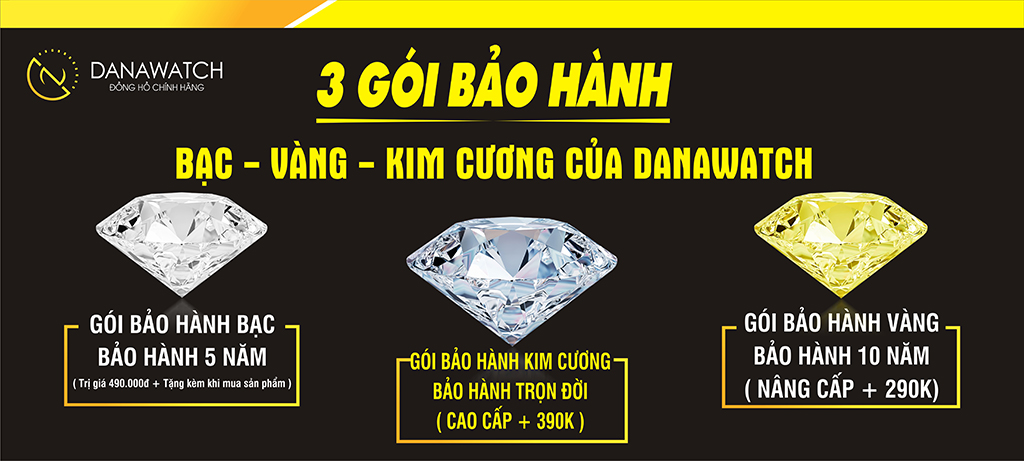 DANAWATCH
ĐỒNG HỒ CHÍNH HÃNG
3 GÓI BẢO HÀNH
BẠC – VÀNG – KIM CƯƠNG CỦA DANAWATCH
GÓI BẢO HÀNH BẠC
BẢO HÀNH 5 NĂM
( Trị giá 490.000đ + Tặng kèm khi mua sản phẩm )
GÓI BẢO HÀNH KIM CƯƠNG
BẢO HÀNH TRỌN ĐỜI
( CAO CẤP + 390K )
GÓI BẢO HÀNH VÀNG
BẢO HÀNH 10 NĂM
( NÂNG CẤP + 290K)